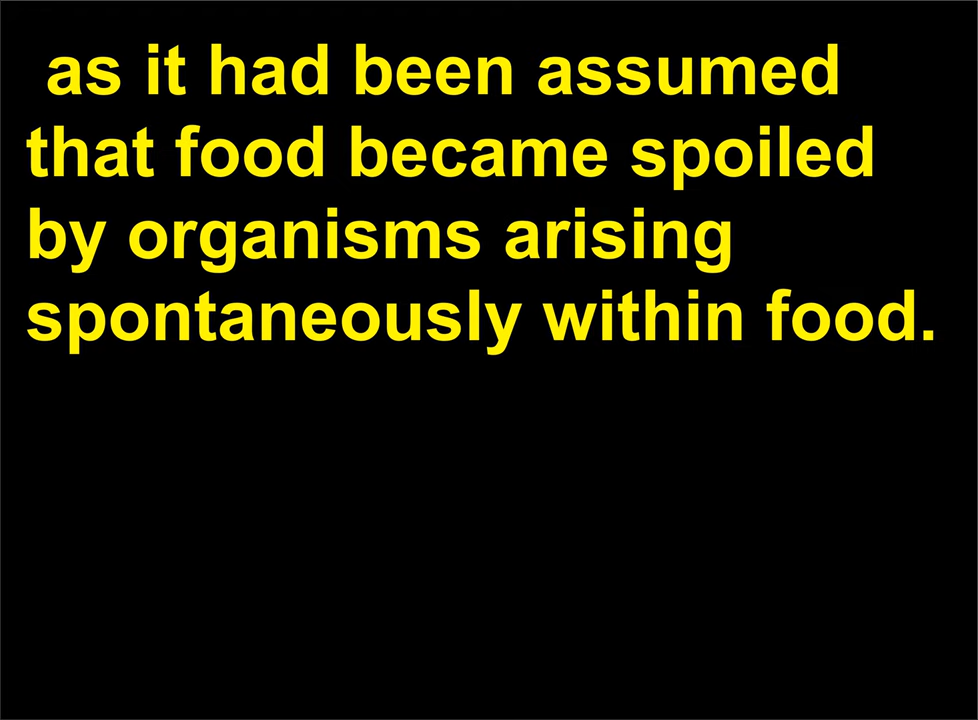 as it had been assumed
that food became spoiled
by organisms arising
spontaneously within food.